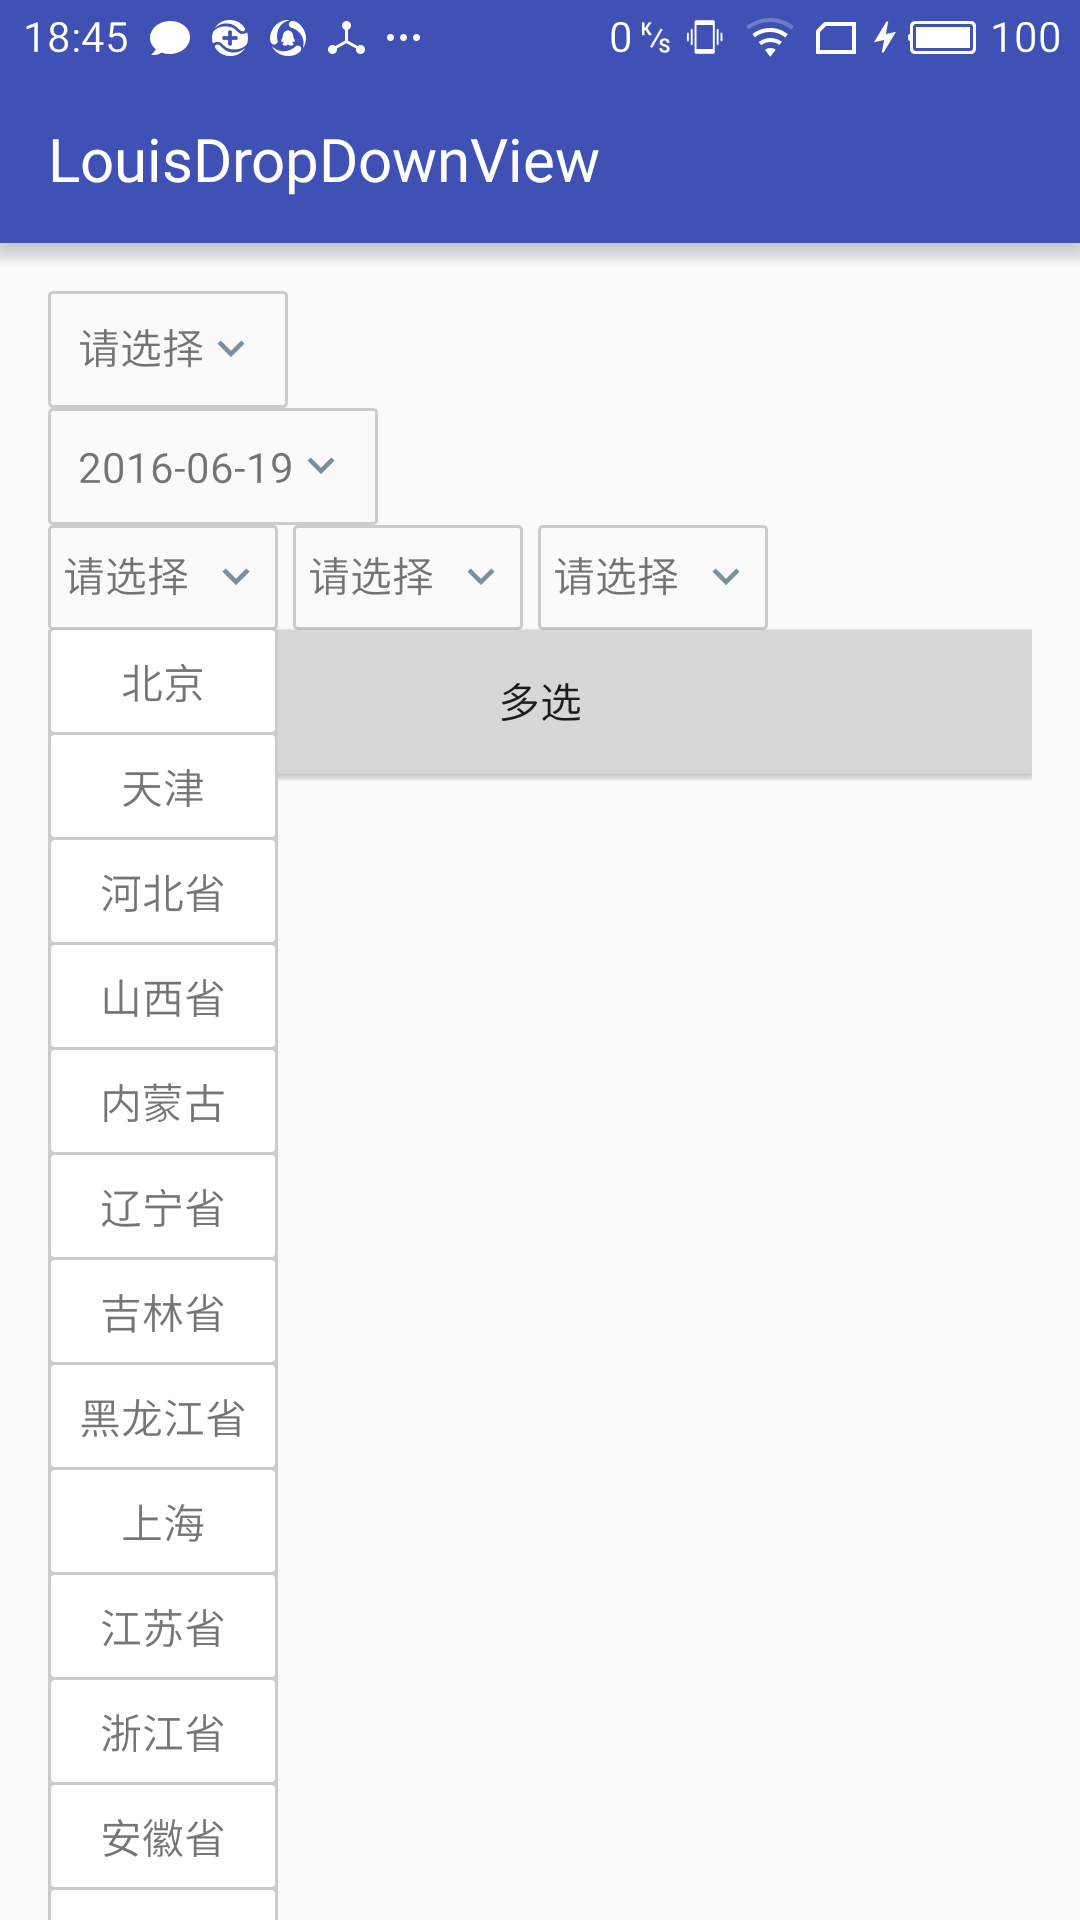 18:45 0 K/s 100
LouisDropDownView
请选择
2016-06-19
请选择 请选择 请选择
北京 多选
天津
河北省
山西省
内蒙古
辽宁省
吉林省
黑龙江省
上海
江苏省
浙江省
安徽省